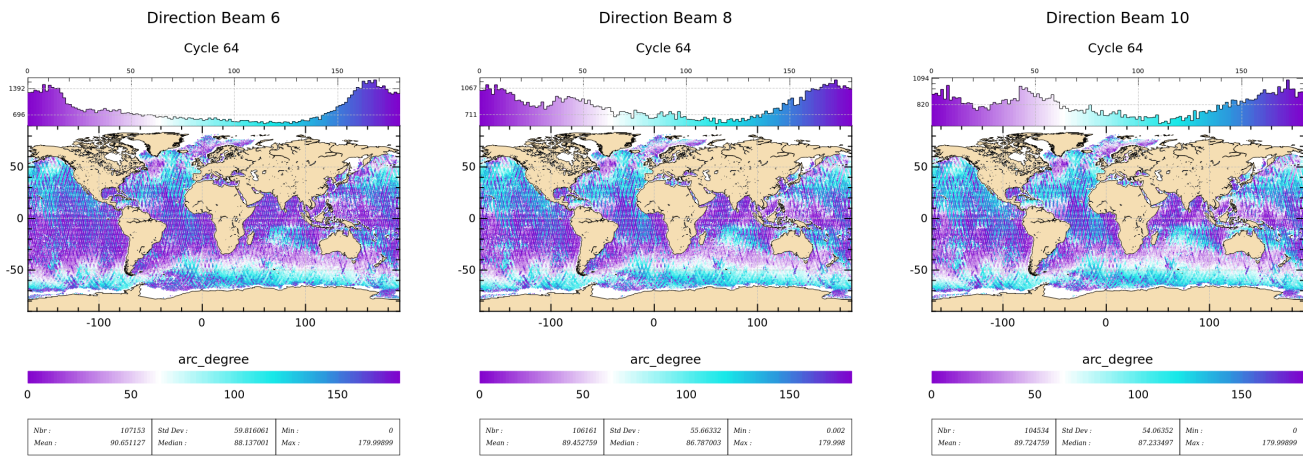 Direction Beam 6
Cycle 64
0 50 100 150
1392
696
50
0
-50
-100 0 100
arc_degree
0 50 100 150
Nbr : 107153 Std Dev : 59.816061 Min : 0
Mean : 90.651127 Median : 88.137001 Max : 179.99899
Direction Beam 8
Cycle 64
0 50 100 150
1067
711
50
0
-50
-100 0 100
arc_degree
0 50 100 150
Nbr : 106161 Std Dev : 55.66332 Min : 0.002
Mean : 89.452759 Median : 86.787003 Max : 179.998
Direction Beam 10
Cycle 64
0 50 100 150
1094
820
50
0
-50
-100 0 100
arc_degree
0 50 100 150
Nbr : 104534 Std Dev : 54.06352 Min : 0
Mean : 89.724759 Median : 87.233497 Max : 179.99899